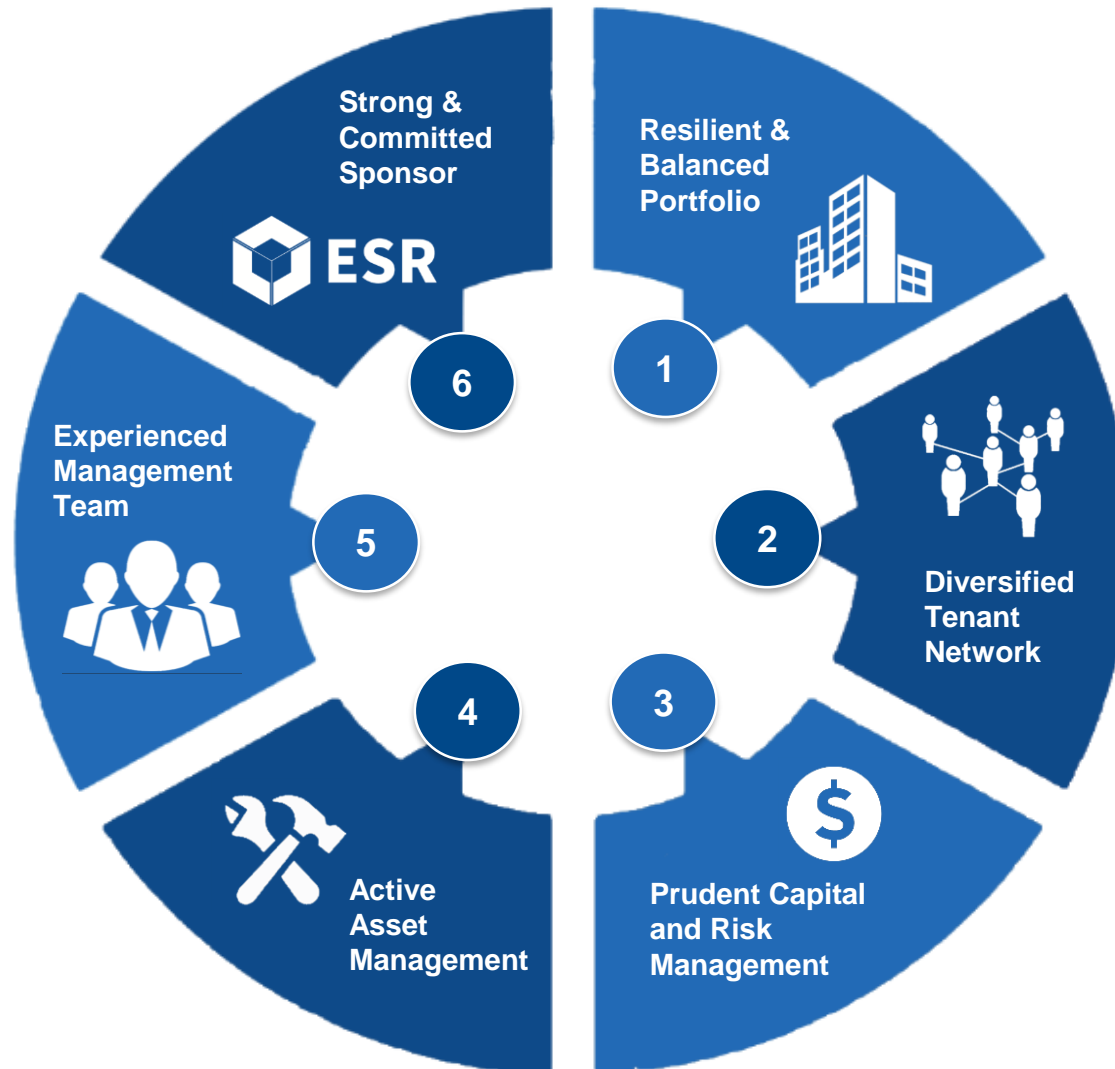 1
Resilient &
Balanced
Portfolio
2
Diversified
Tenant
Network
3
$
Prudent Capital
and Risk
Management
4
Active
Asset
Management
5
Experienced
Management
Team
6
Strong &
Committed
Sponsor
ESR